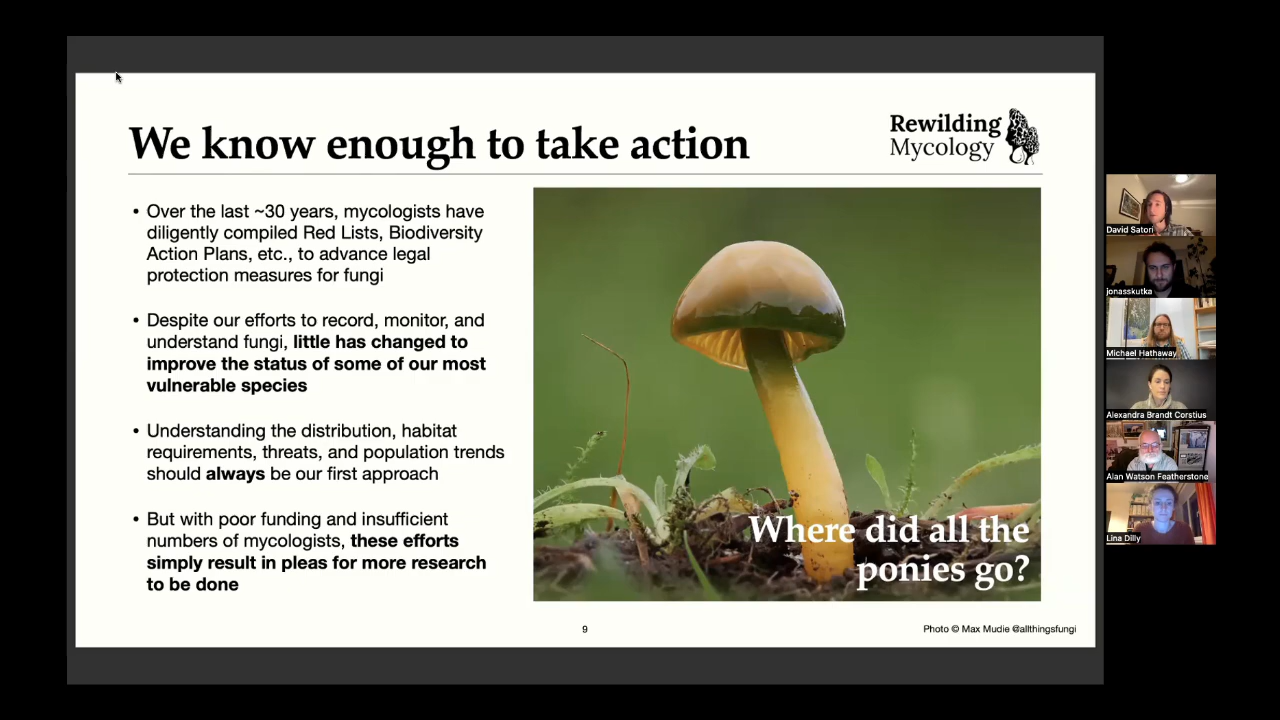 We know enough to take action
Rewilding
Mycology
• Over the last ~30 years, mycologists have
diligently compiled Red Lists, Biodiversity
Action Plans, etc., to advance legal
protection measures for fungi
• Despite our efforts to record, monitor, and
understand fungi, little has changed to
improve the status of some of our most
vulnerable species
• Understanding the distribution, habitat
requirements, threats, and population trends
should always be our first approach
• But with poor funding and insufficient
numbers of mycologists, these efforts
simply result in pleas for more research
to be done
Where did all the
ponies go?
9
Photo © Max Mudie @allthingsfungi
David Satori
jonasskutka
Michael Hathaway
Alexandra Brandt Corstius
Alan Watson Featherstone
Lina Dilly